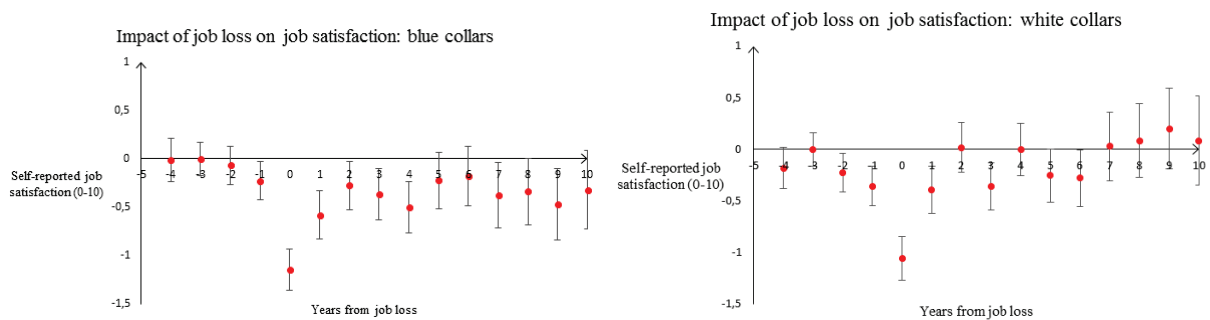 Impact of job loss on job satisfaction: blue collars
1
0,5
0
-0,5
-1
-1,5
-5 -4 -3 -2 -1 0 1 2 3 4 5 6 7 8 9 10
Self-reported job
satisfaction (0-10)
Years from job loss
Impact of job loss on job satisfaction: white collars
1
0,5
0
-0,5
-1
-1,5
-5 -4 -3 -2 -1 0 1 2 3 4 5 6 7 8 9 10
Self-reported job
satisfaction (0-10)
Years from job loss